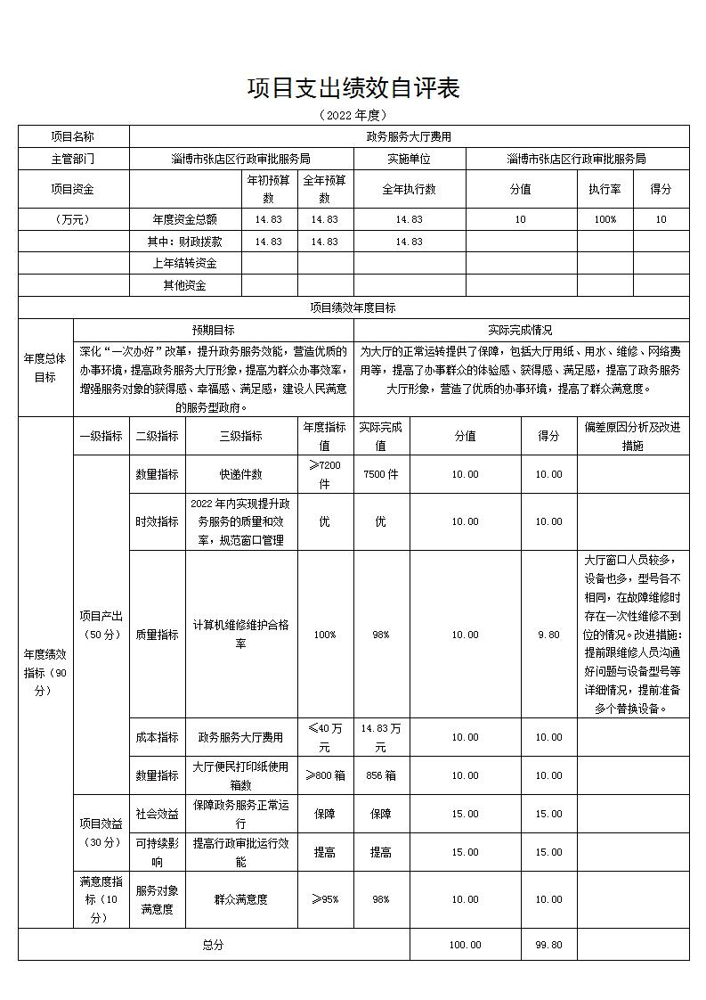 项目支出绩效自评表
（2022 年度）
项目名称 政务服务大厅费用
主管部门 淄博市张店区行政审批服务局 实施单位 淄博市张店区行政审批服务局
项目资金 年初预算数 全年预算数 全年执行数 分值 执行率 得分
（万元） 年度资金总额 14.83 14.83 14.83 10 100% 10
其中：财政拨款 14.83 14.83 14.83
上年结转资金
其他资金
项目绩效年度目标
年度总体目标
预期目标 实际完成情况
深化“一次办好”改革，提升政务服务效能，营造优质的
办事环境，提高政务服务大厅形象，提高为群众办事效率，
增强服务对象的获得感、幸福感、满足感，建设人民满意
的服务型政府。
为大厅的正常运转提供了保障，包括大厅用纸、用水、维修、网络费
用等，提高了办事群众的体验感、获得感、满足感，提高了政务服务
大厅形象，营造了优质的办事环境，提高了群众满意度。
年度绩效指标（90分）
一级指标 二级指标 三级指标 年度指标值 实际完成值 分值 得分 偏差原因分析及改进措施
项目产出（50 分）
数量指标 快递件数 ≥7200件 7500 件 10.00 10.00
时效指标 2022 年内实现提升政务服务的质量和效率，规范窗口管理 优 优 10.00 10.00
质量指标 计算机维修维护合格率 100% 98% 10.00 9.80
大厅窗口人员较多，
设备也多，型号各不
相同，在故障维修时
存在一次性维修不到
位的情况。改进措施：
提前跟维修人员沟通
好问题与设备型号等
详细情况，提前准备
多个替换设备。
成本指标 政务服务大厅费用 ≤40 万元 14.83 万元 10.00 10.00
数量指标 大厅便民打印纸使用箱数 ≥800 箱 856 箱 10.00 10.00
项目效益（30 分）
社会效益 保障政务服务正常运行 保障 保障 15.00 15.00
可持续影响 提高行政审批运行效能 提高 提高 15.00 15.00
满意度指标（10分）
服务对象满意度 群众满意度 ≥95% 98% 10.00 10.00
总分 100.00 99.80